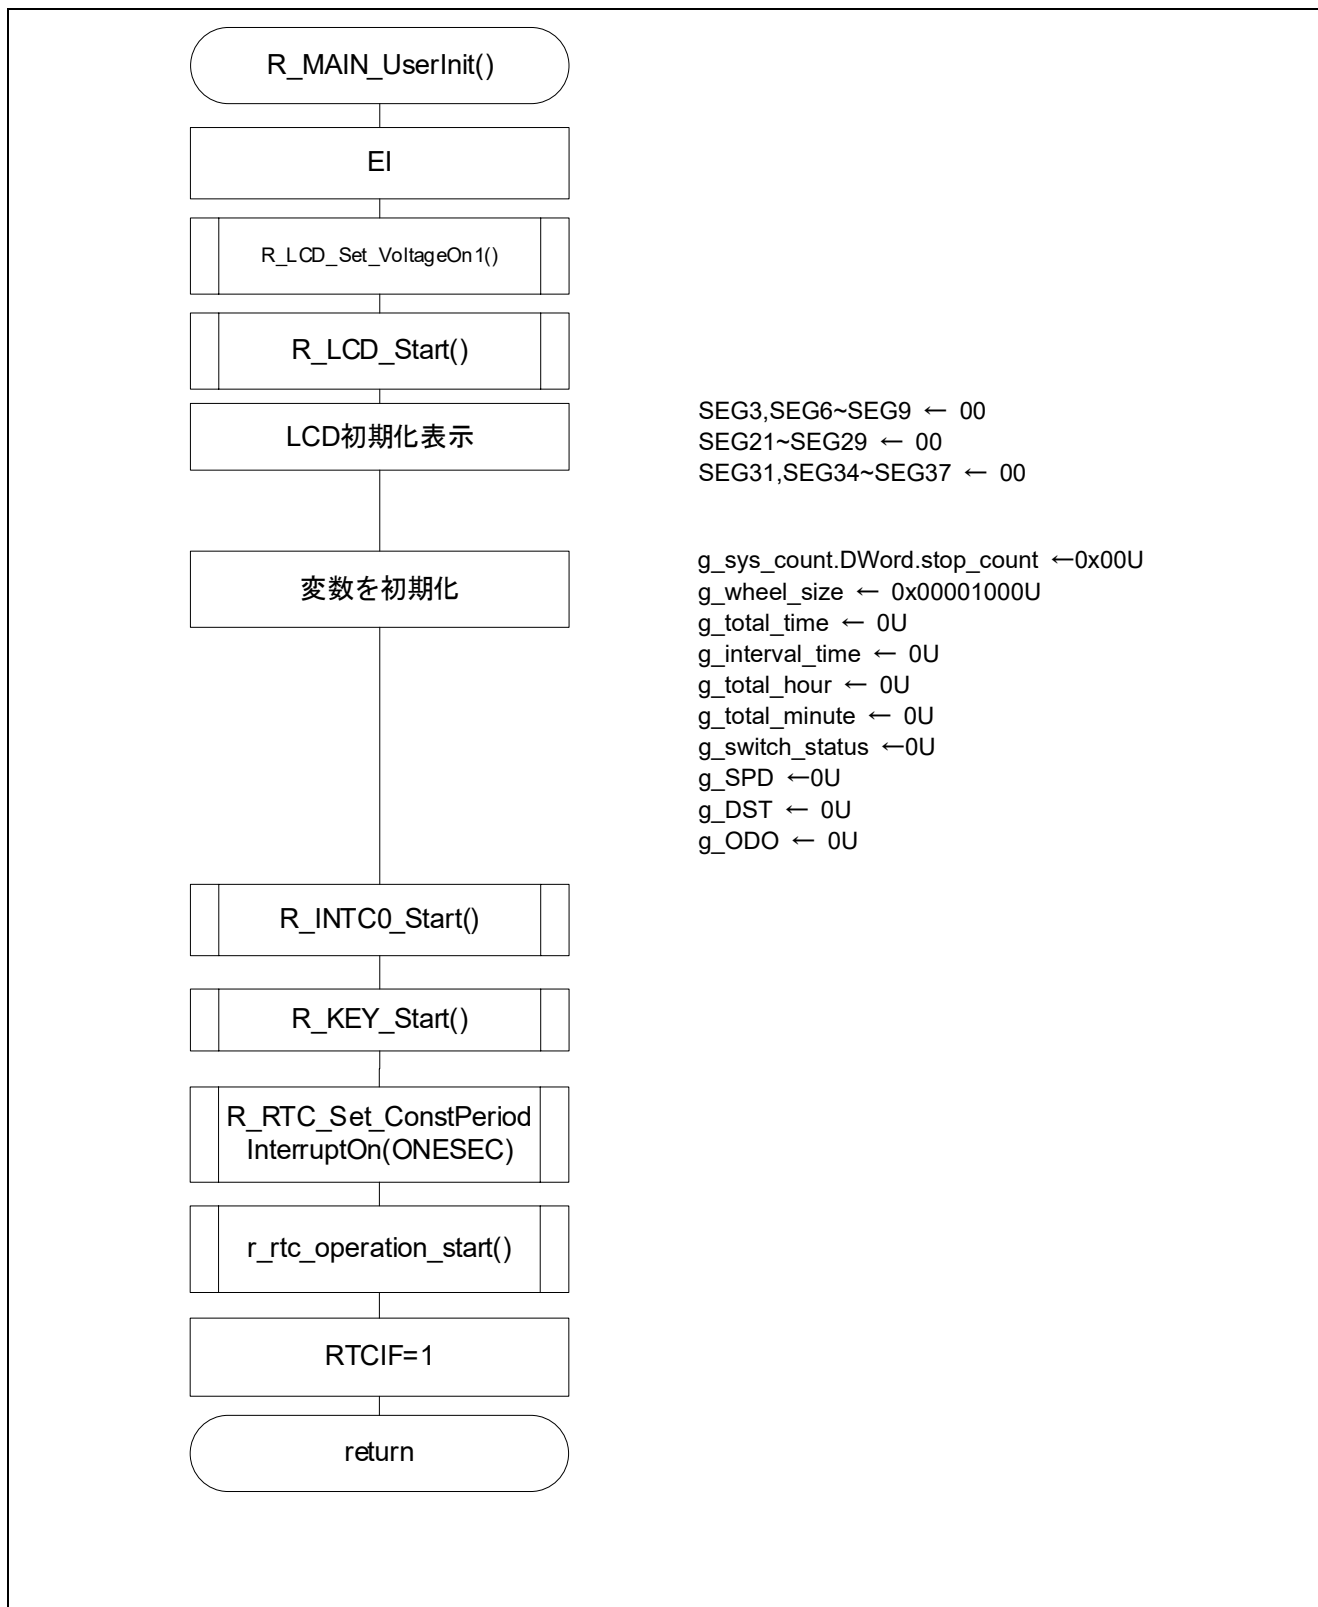 R_MAIN_UserInit()
EI
R_LCD_Set_VoltageOn1()
R_LCD_Start()
LCD初期化表示
SEG3,SEG6~SEG9 ← 00
SEG21~SEG29 ← 00
SEG31,SEG34~SEG37 ← 00
変数を初期化
g_sys_count.DWord.stop_count ←0x00U
g_wheel_size ← 0x00001000U
g_total_time ← 0U
g_interval_time ← 0U
g_total_hour ← 0U
g_total_minute ← 0U
g_switch_status ←0U
g_SPD ←0U
g_DST ← 0U
g_ODO ← 0U
R_INTC0_Start()
R_KEY_Start()
R_RTC_Set_ConstPeriod
InterruptOn(ONESEC)
r_rtc_operation_start()
RTCIF=1
return